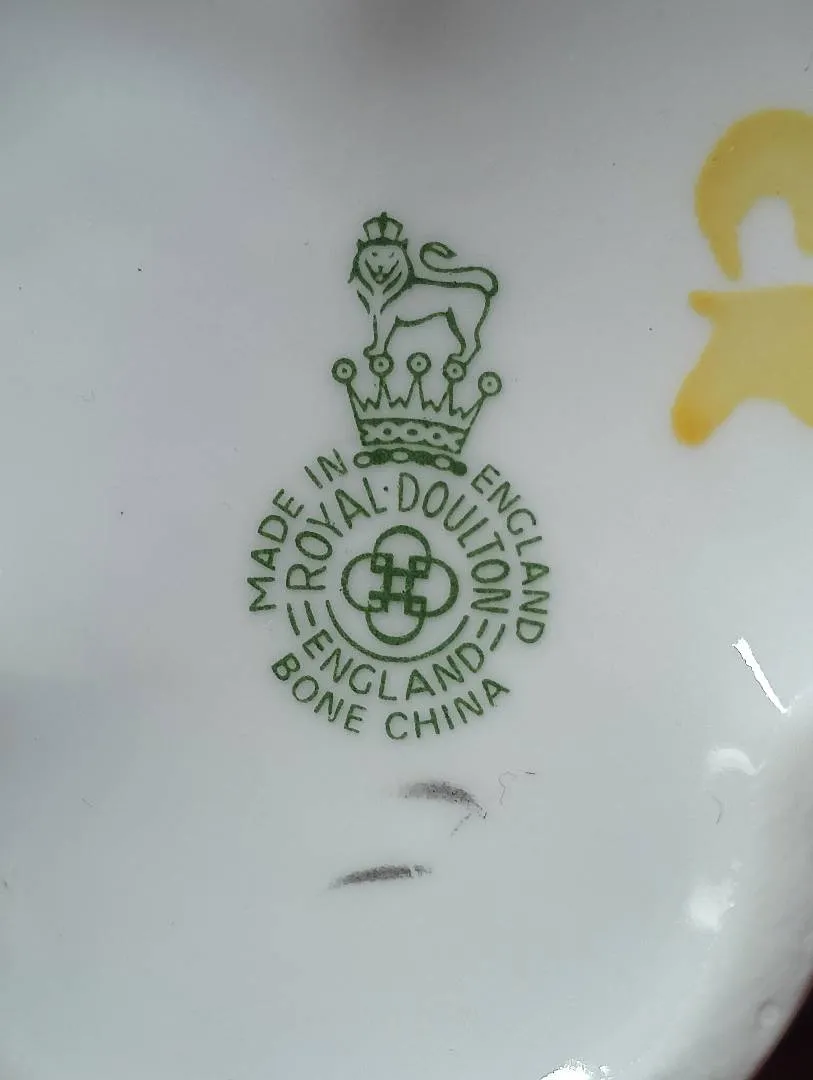 MADE IN ENGLAND
ROYAL·DOULTON
ENGLAND
BONE CHINA